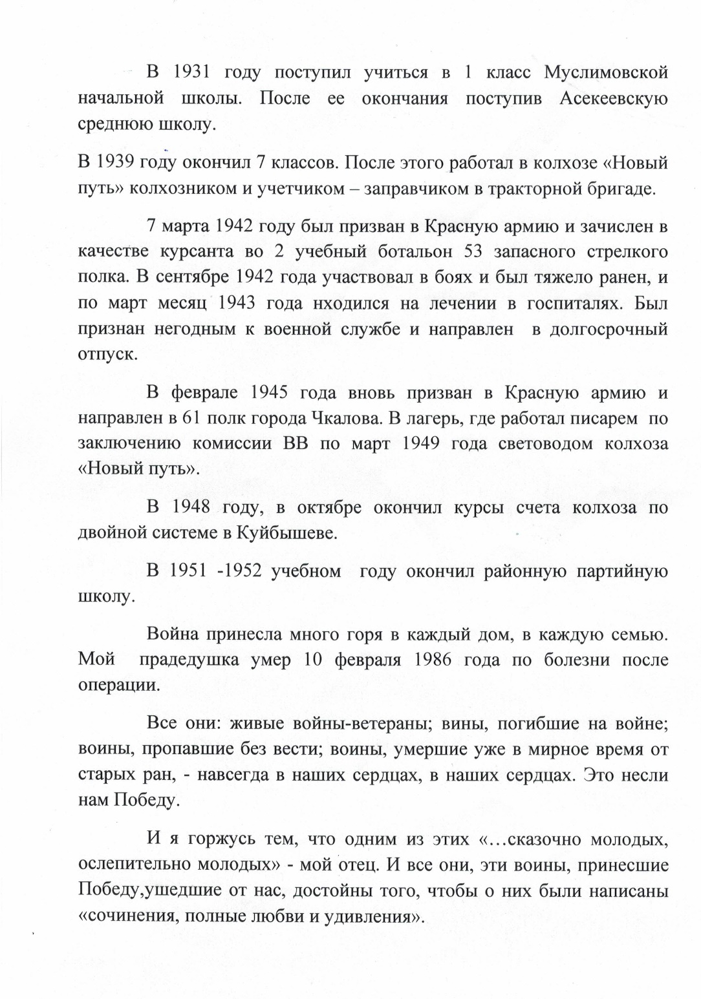 В 1931 году поступил учиться в 1 класс Муслимовской
начальной школы. После ее окончания поступив Асекеевскую
среднюю школу.
В 1939 году окончил 7 классов. После этого работал в колхозе «Новый
путь» колхозником и учетчиком – заправчиком в тракторной бригаде.
7 марта 1942 году был призван в Красную армию и зачислен в
качестве курсанта во 2 учебный ботальон 53 запасного стрелкого
полка. В сентябре 1942 года участвовал в боях и был тяжело ранен, и
по март месяц 1943 года нходился на лечении в госпиталях. Был
признан негодным к военной службе и направлен в долгосрочный
отпуск.
В феврале 1945 года вновь призван в Красную армию и
направлен в 61 полк города Чкалова. В лагерь, где работал писарем по
заключению комиссии ВВ по март 1949 года световодом колхоза
«Новый путь».
В 1948 году, в октябре окончил курсы счета колхоза по
двойной системе в Куйбышеве.
В 1951 -1952 учебном году окончил районную партийную
школу.
Война принесла много горя в каждый дом, в каждую семью.
Мой прадедушка умер 10 февраля 1986 года по болезни после
операции.
Все они: живые войны-ветераны; вины, погибшие на войне;
воины, пропавшие без вести; воины, умершие уже в мирное время от
старых ран, - навсегда в наших сердцах, в наших сердцах. Это несли
нам Победу.
И я горжусь тем, что одним из этих «…сказочно молодых,
ослепительно молодых» - мой отец. И все они, эти воины, принесшие
Победу,ушедшие от нас, достойны того, чтобы о них были написаны
«сочинения, полные любви и удивления».